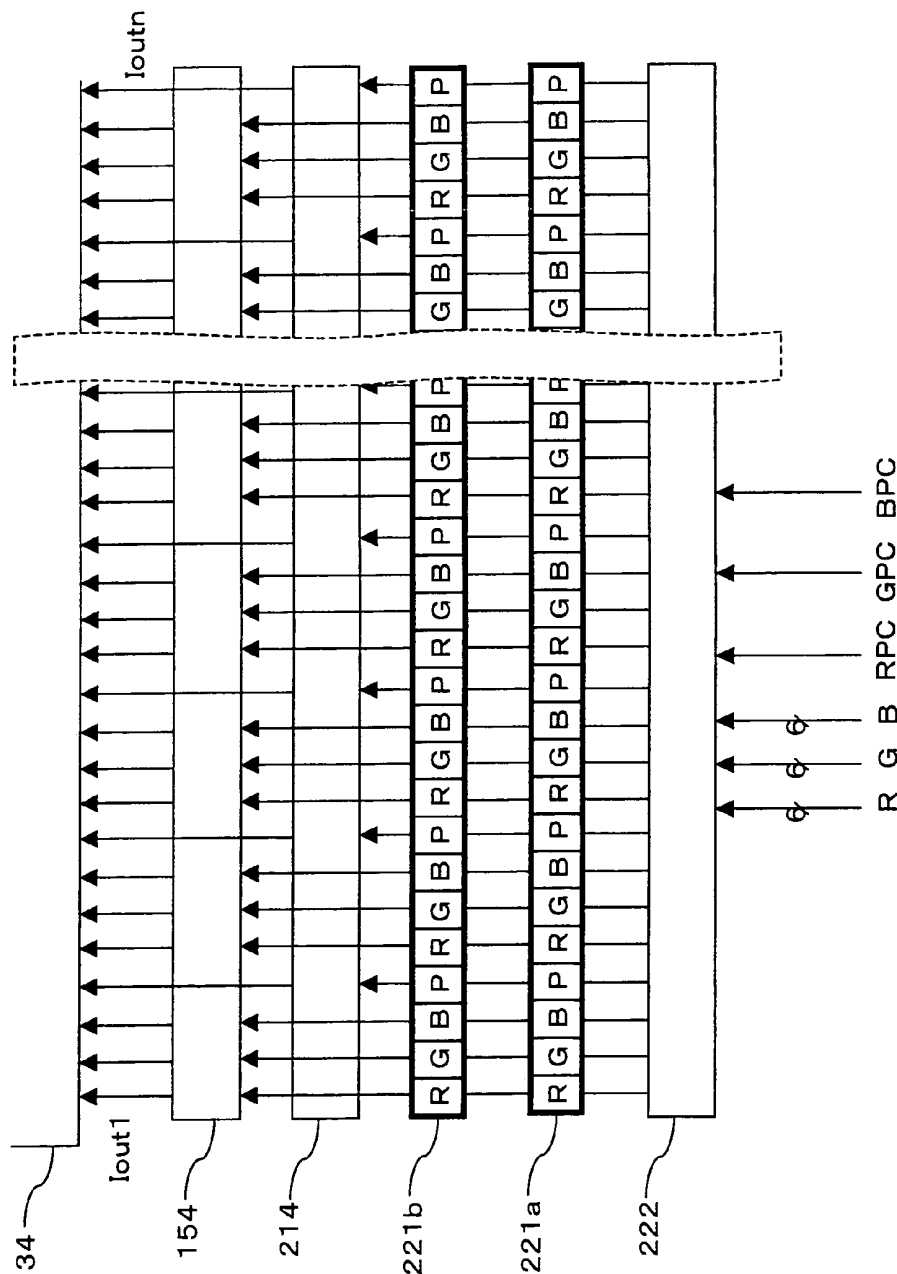 34
Iout1
Ioutn
154
214
221b
R G B P R G B P R G B P R G B P R G B P G B P R G B P
221a
R G B P R G B P R G B P R G B P R G B P G B P R G B P
222
6 6 6
R G B RPC GPC BPC